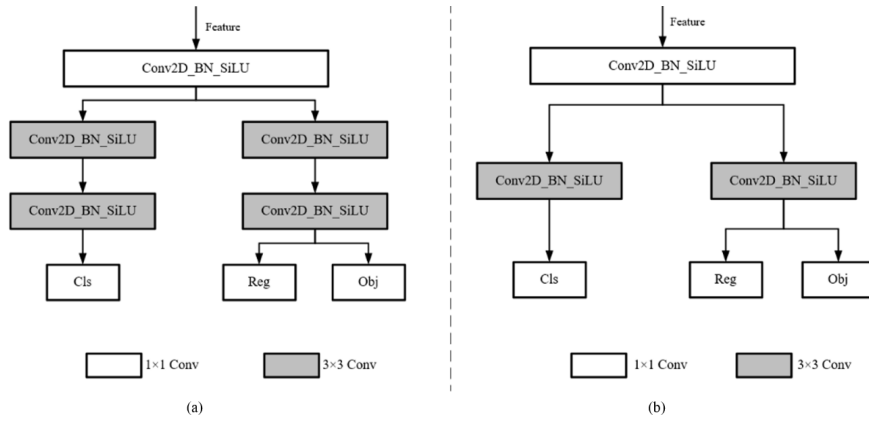 Feature
Conv2D_BN_SiLU
Conv2D_BN_SiLU Conv2D_BN_SiLU
Conv2D_BN_SiLU Conv2D_BN_SiLU
Cls Reg Obj
1×1 Conv 3×3 Conv
(a)
Feature
Conv2D_BN_SiLU
Conv2D_BN_SiLU Conv2D_BN_SiLU
Cls Reg Obj
1×1 Conv 3×3 Conv
(b)